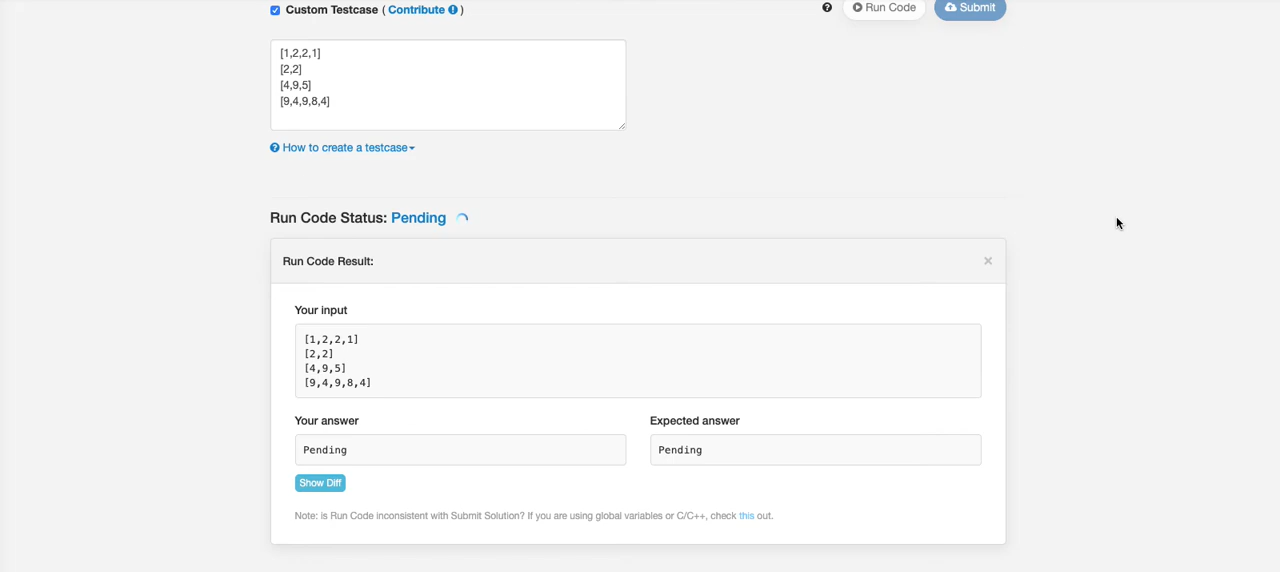 Custom Testcase ( Contribute )
Run Code
Submit
[1,2,2,1]
[2,2]
[4,9,5]
[9,4,9,8,4]
How to create a testcase
Run Code Status: Pending
Run Code Result:
Your input
[1,2,2,1]
[2,2]
[4,9,5]
[9,4,9,8,4]
Your answer
Expected answer
Pending
Pending
Show Diff
Note: is Run Code inconsistent with Submit Solution? If you are using global variables or C/C++, check this out.